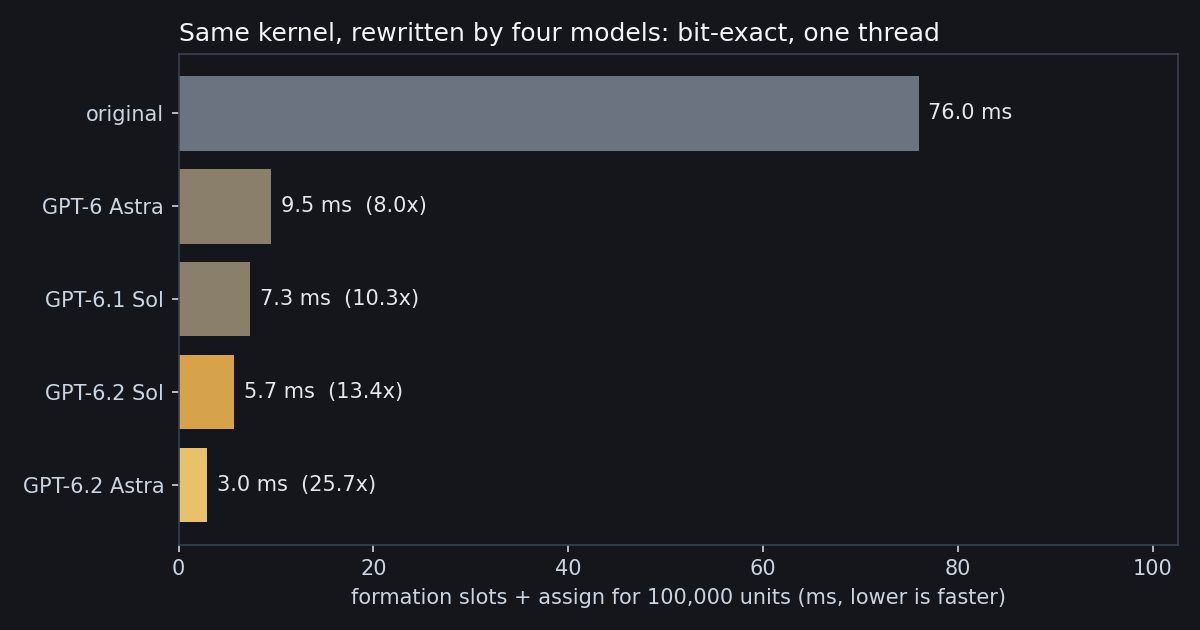 Same kernel, rewritten by four models: bit-exact, one thread
original
76.0 ms
GPT-6 Astra
9.5 ms (8.0x)
GPT-6.1 Sol
7.3 ms (10.3x)
GPT-6.2 Sol
5.7 ms (13.4x)
GPT-6.2 Astra
3.0 ms (25.7x)
0 20 40 60 80 100
formation slots + assign for 100,000 units (ms, lower is faster)